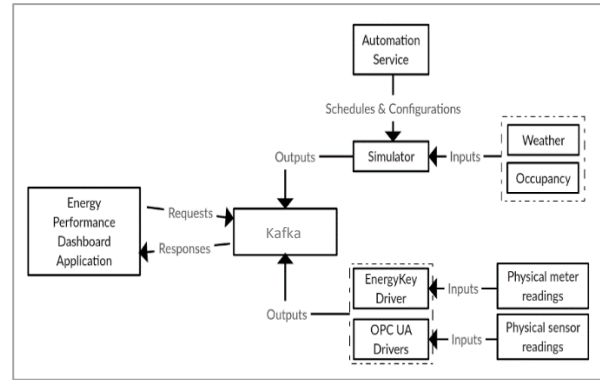 Automation
Service
Schedules & Configurations
Outputs
Simulator
Inputs
Weather
Occupancy
Energy
Performance
Dashboard
Application
Requests
Responses
Kafka
Outputs
EnergyKey
Driver
Inputs
Physical meter
readings
OPC UA
Drivers
Inputs
Physical sensor
readings